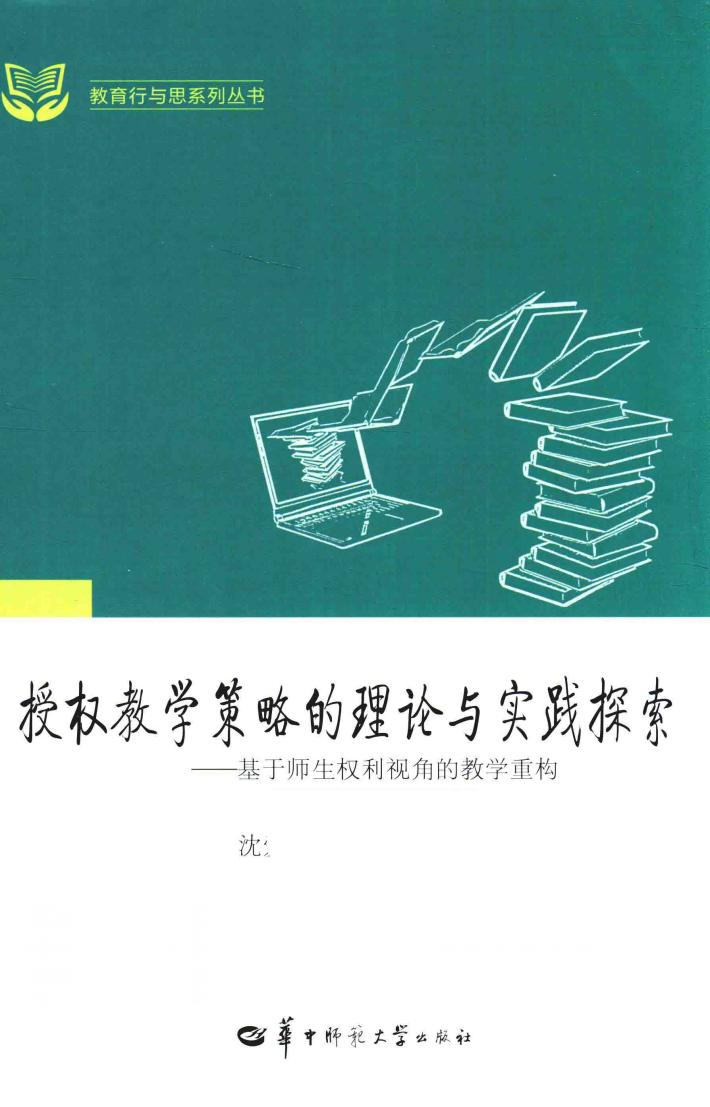 教育行与思系列丛书
授权教学策略的理论与实践探索
——基于师生权利视角的教学重构
沈
华中师范大学出版社